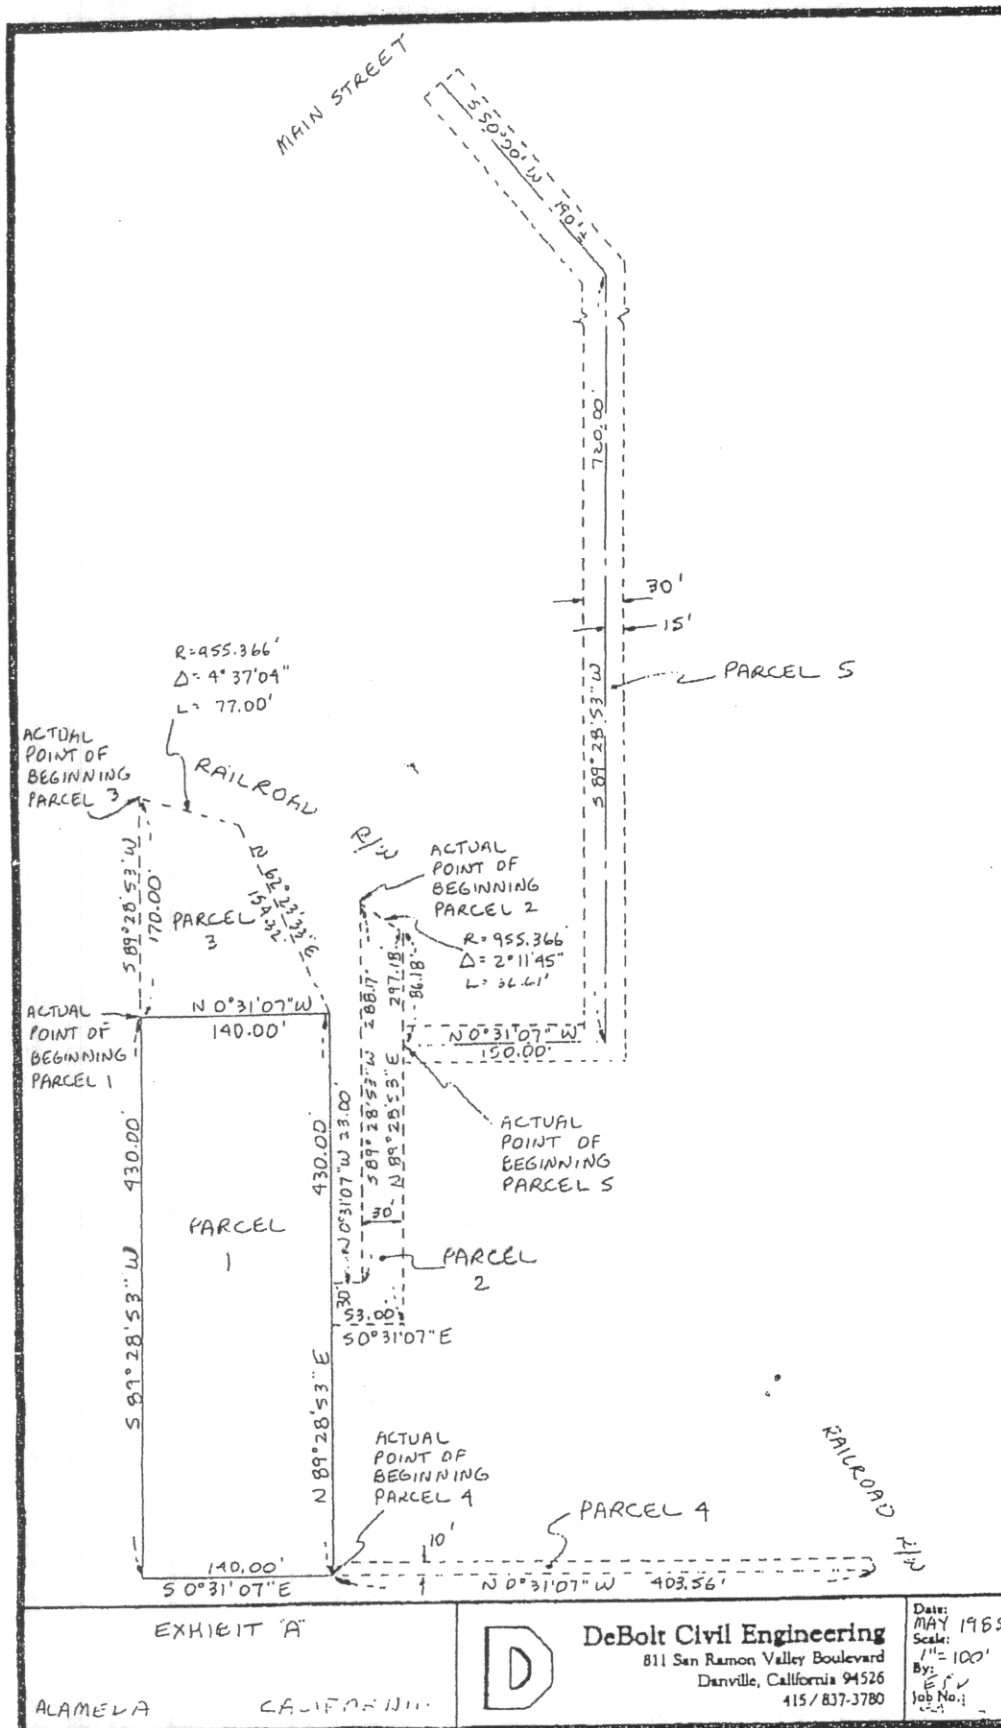 MAIN STREET
S 50°20' W 190'±
720.00'
30'
15'
PARCEL 5
S 89°28'53" W
R=955.366'
Δ= 4°37'04"
L= 77.00'
ACTUAL
POINT OF
BEGINNING
PARCEL 3
RAILROAD
R/W
S 89°28'53" W
170.00'
PARCEL
3
N 62°23'33" E
154.32'
ACTUAL
POINT OF
BEGINNING
PARCEL 2
R=955.366'
Δ=2°11'45"
L= 36.61'
ACTUAL
POINT OF
BEGINNING
PARCEL 1
N 0°31'07" W
140.00'
S 89°28'53" W 288.17'
N 89°28'53" E 297.18'
86.18'
N 0°31'07" W
150.00'
ACTUAL
POINT OF
BEGINNING
PARCEL 5
S 89°28'53" W 430.00'
N 89°28'53" E 430.00'
N 0°31'07" W 23.00'
PARCEL
1
30'
PARCEL
2
30'
53.00'
S 0°31'07" E
ACTUAL
POINT OF
BEGINNING
PARCEL 4
PARCEL 4
RAILROAD R/W
10'
140.00'
S 0°31'07" E
N 0°31'07" W 403.56'
EXHIBIT "A"
ALAMEDA CALIFORNIA
D
DeBolt Civil Engineering
811 San Ramon Valley Boulevard
Danville, California 94526
415/837-3780
Date:
MAY 198
Scale:
1"=100'
By:
Job No.: